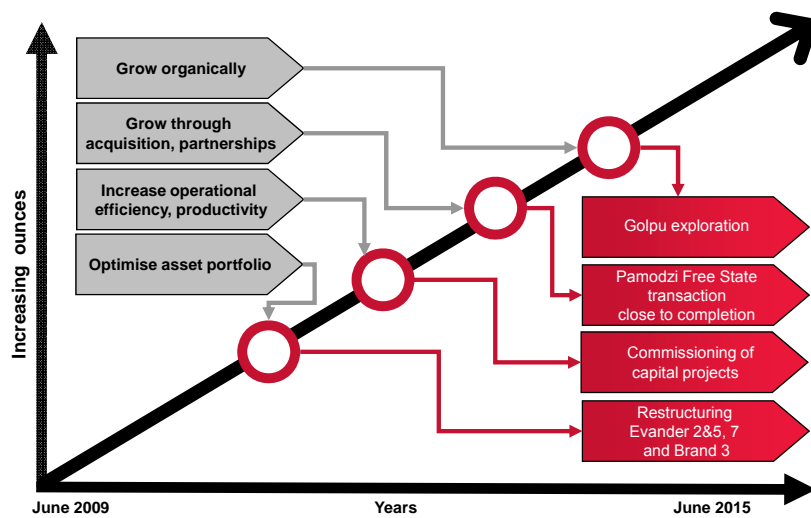 Grow organically
Grow through
acquisition, partnerships
Increase operational
efficiency, productivity
Optimise asset portfolio
Increasing ounces
Golpu exploration
Pamodzi Free State
transaction
close to completion
Commissioning of
capital projects
Restructuring
Evander 2&5, 7
and Brand 3
June 2009
Years
June 2015